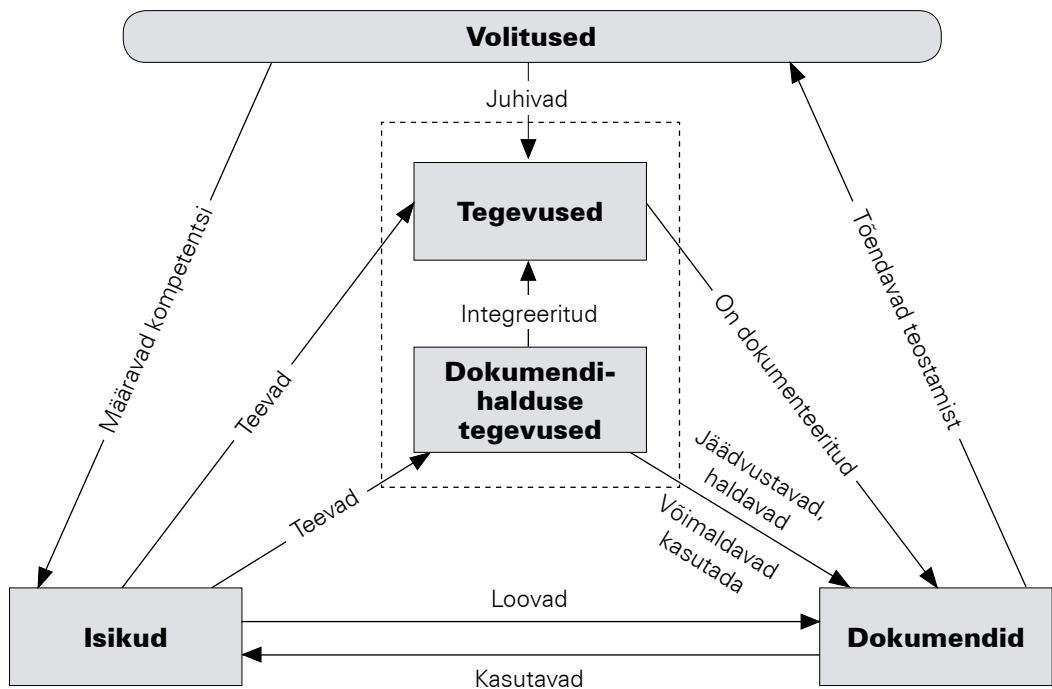 Volitused
Juhivad
Tegevused
Integreeritud
Dokumendi-
halduse
tegevused
Määravad kompetentsi
Teevad
Teevad
On dokumenteeritud
Tõendavad teostamist
Jäädvustavad,
haldavad
Võimaldavad
kasutada
Isikud
Loovad
Kasutavad
Dokumendid